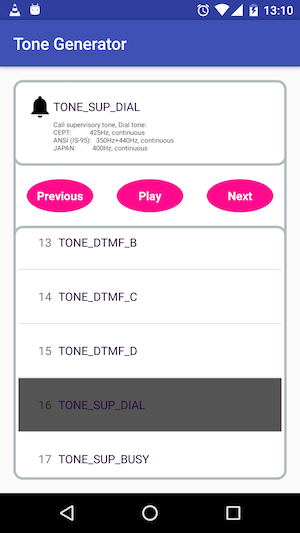 13:10
Tone Generator
TONE_SUP_DIAL
Call supervisory tone, Dial tone:
CEPT: 425Hz, continuous
ANSI (IS-95): 350Hz+440Hz, continuous
JAPAN: 400Hz, continuous
Previous
Play
Next
13 TONE_DTMF_B
14 TONE_DTMF_C
15 TONE_DTMF_D
16 TONE_SUP_DIAL
17 TONE_SUP_BUSY